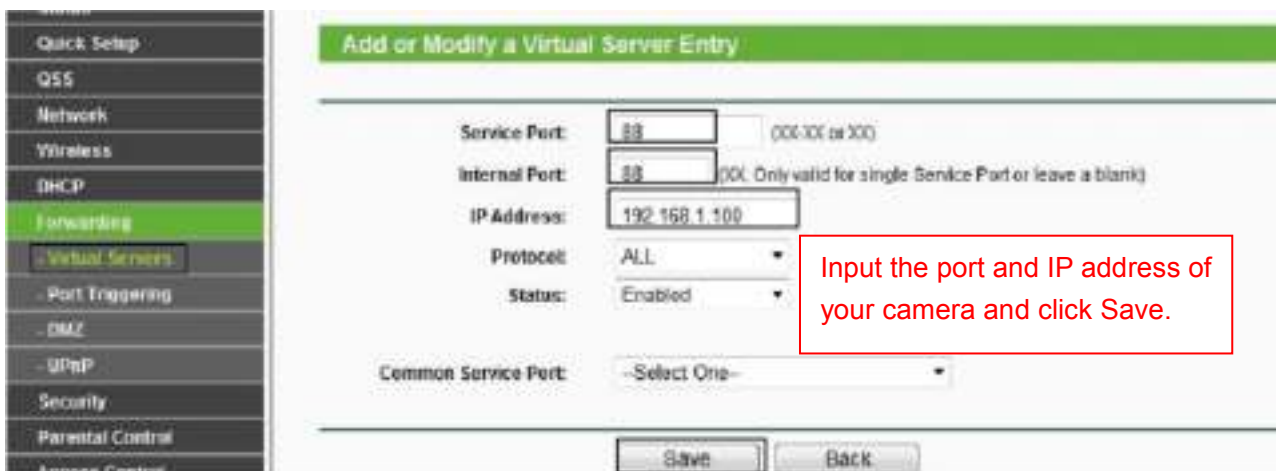 Quick Setup
QSS
Network
Wireless
DHCP
Forwarding
- Virtual Servers
- Port Triggering
- DMZ
- UPnP
Security
Parental Control
Add or Modify a Virtual Server Entry
Service Port: 88 (XX-XX or XX)
Internal Port: 88 (XX, Only valid for single Service Port or leave a blank)
IP Address: 192.168.1.100
Protocol: ALL
Status: Enabled
Input the port and IP address of
your camera and click Save.
Common Service Port: --Select One--
Save Back